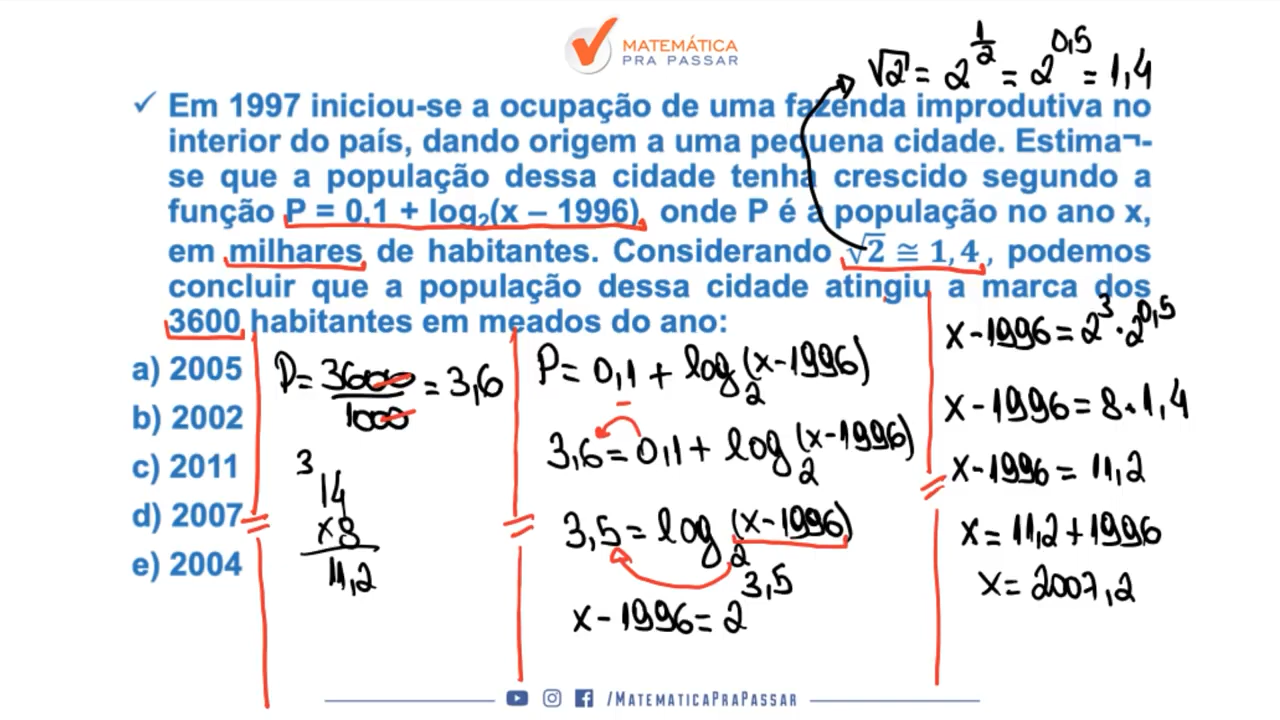 MATEMÁTICA
PRA PASSAR
√2 = 2^(1/2) = 2^0,5 = 1,4
✓ Em 1997 iniciou-se a ocupação de uma fazenda improdutiva no
interior do país, dando origem a uma pequena cidade. Estima¬-
se que a população dessa cidade tenha crescido segundo a
função P = 0,1 + log₂(x – 1996), onde P é a população no ano x,
em milhares de habitantes. Considerando √2 ≅ 1,4, podemos
concluir que a população dessa cidade atingiu a marca dos
3600 habitantes em meados do ano:
a) 2005
b) 2002
c) 2011
d) 2007
e) 2004
P = 3600/1000 = 3,6
3
14
x8
11,2
P = 0,1 + log₂(x-1996)
3,6 = 0,1 + log₂(x-1996)
3,5 = log₂(x-1996)
x - 1996 = 2^3,5
x - 1996 = 2^3 · 2^0,5
x - 1996 = 8 · 1,4
x - 1996 = 11,2
x = 11,2 + 1996
x = 2007,2
/MATEMATICAPRAPASSAR